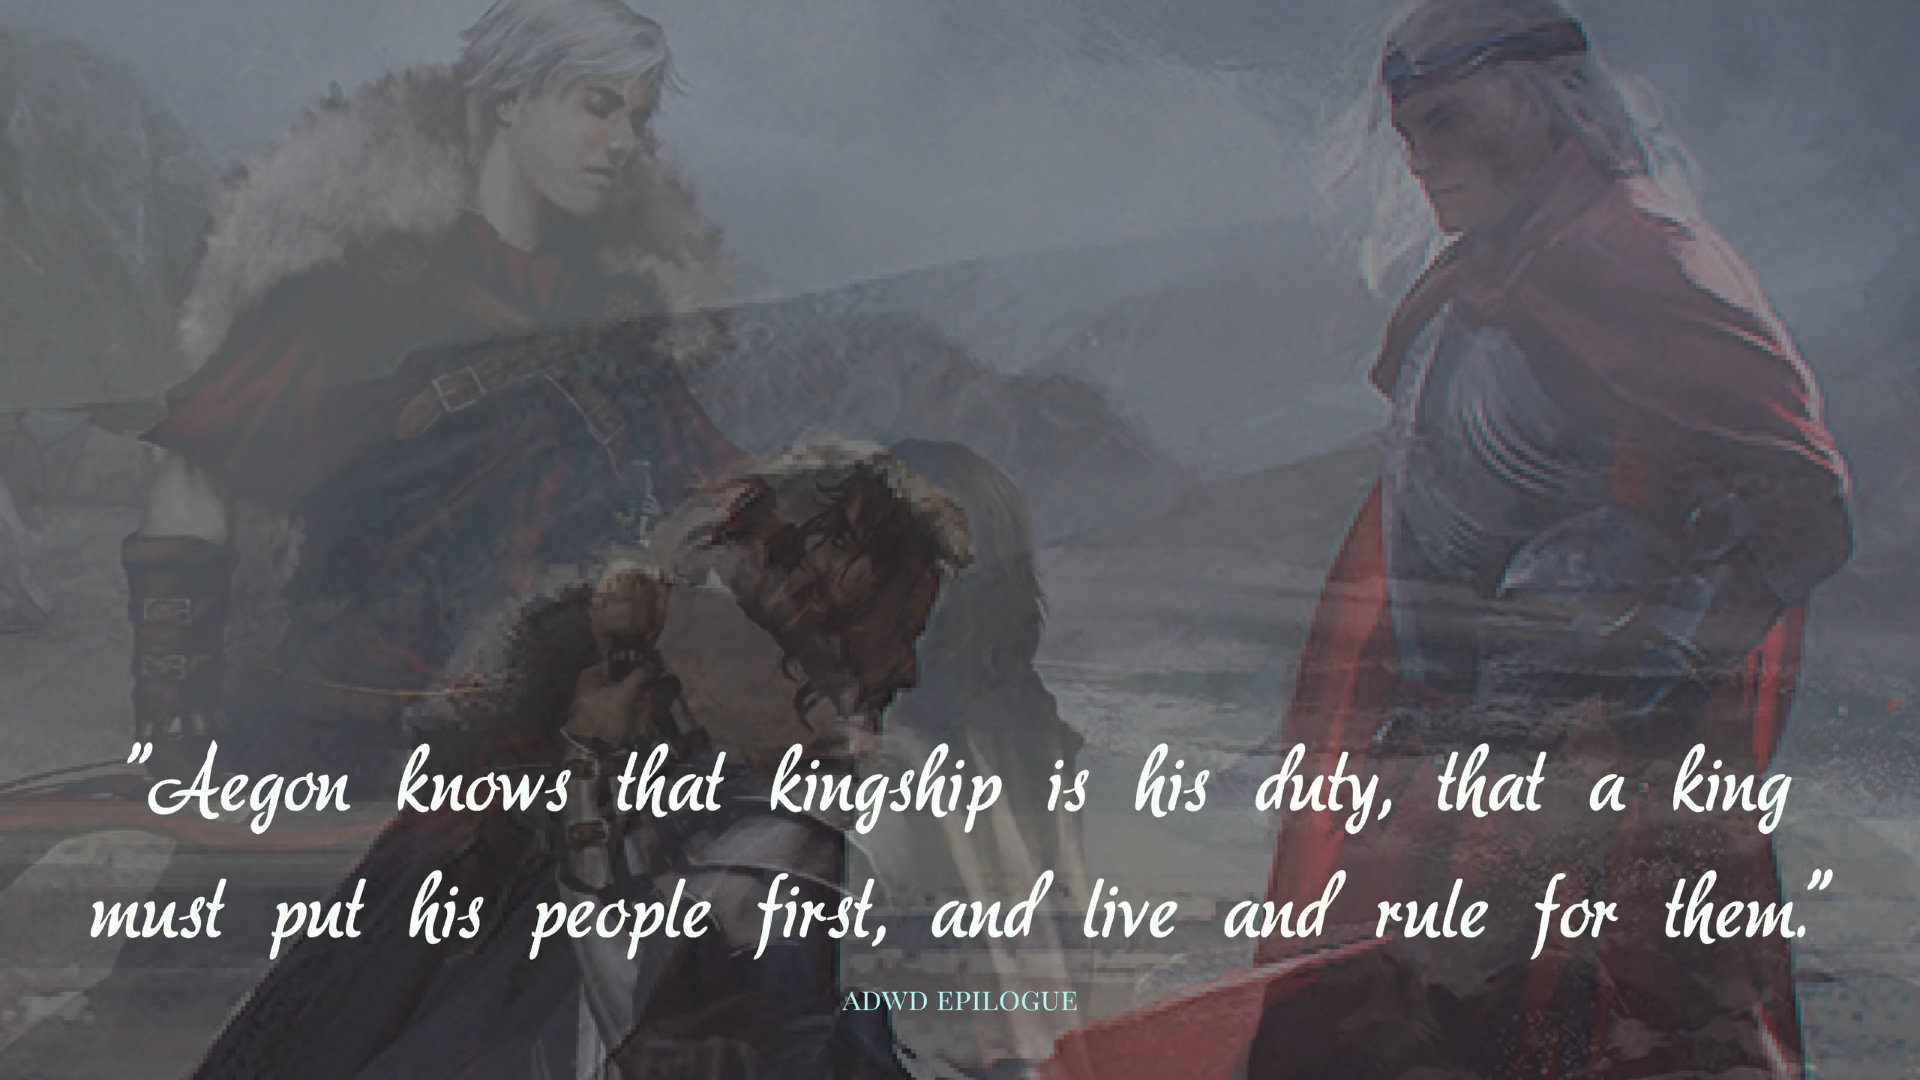 "Aegon knows that kingship is his duty, that a king
must put his people first, and live and rule for them."
ADWD EPILOGUE